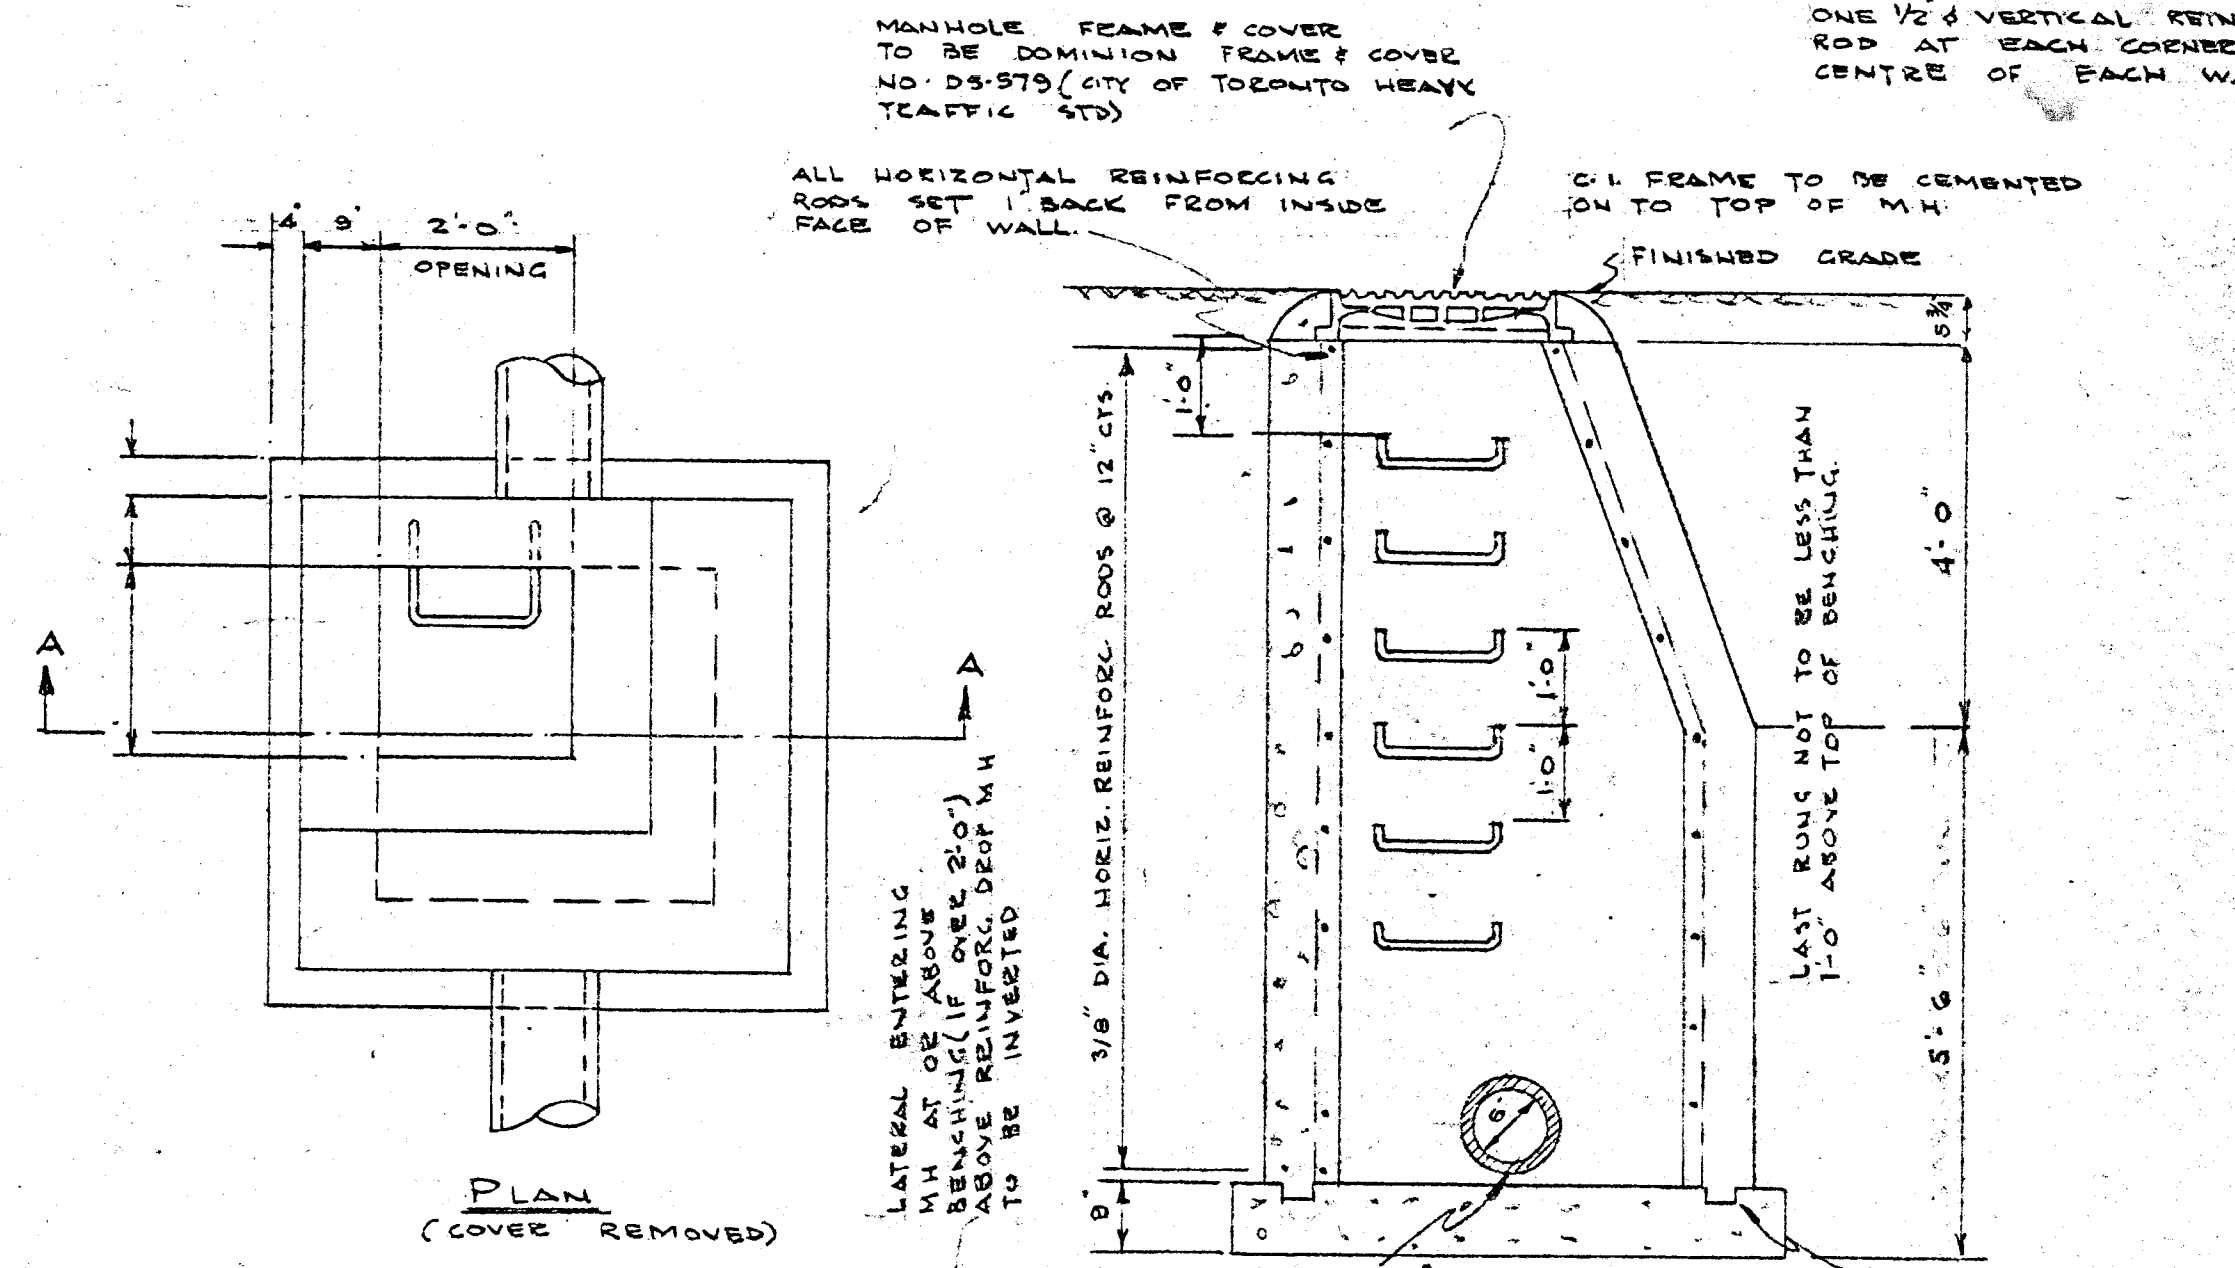 MANHOLE FRAME & COVER
TO BE DOMINION FRAME & COVER
NO. DS-579 (CITY OF TORONTO HEAVY
TRAFFIC STD)
ONE 1/2" φ VERTICAL REIN
ROD AT EACH CORNER
CENTRE OF EACH W
ALL HORIZONTAL REINFORCING
RODS SET 1" BACK FROM INSIDE
FACE OF WALL.
C.I. FRAME TO BE CEMENTED
ON TO TOP OF M.H.
FINISHED GRADE
4" 9" 2'-0"
OPENING
A
A
PLAN
(COVER REMOVED)
LATERAL ENTERING
MH AT OR ABOVE
BENCHING (IF OVER 2'-0")
ABOVE REINFORC. DROP MH
TO BE INVERTED
3/8" DIA. HORIZ. REINFORC. RODS @ 12" CTS.
1'-0"
1'-0"
1'-0"
6"
LAST RUNG NOT TO BE LESS THAN
1'-0" ABOVE TOP OF BENCHING.
5 3/4
4'-0"
5'-6"